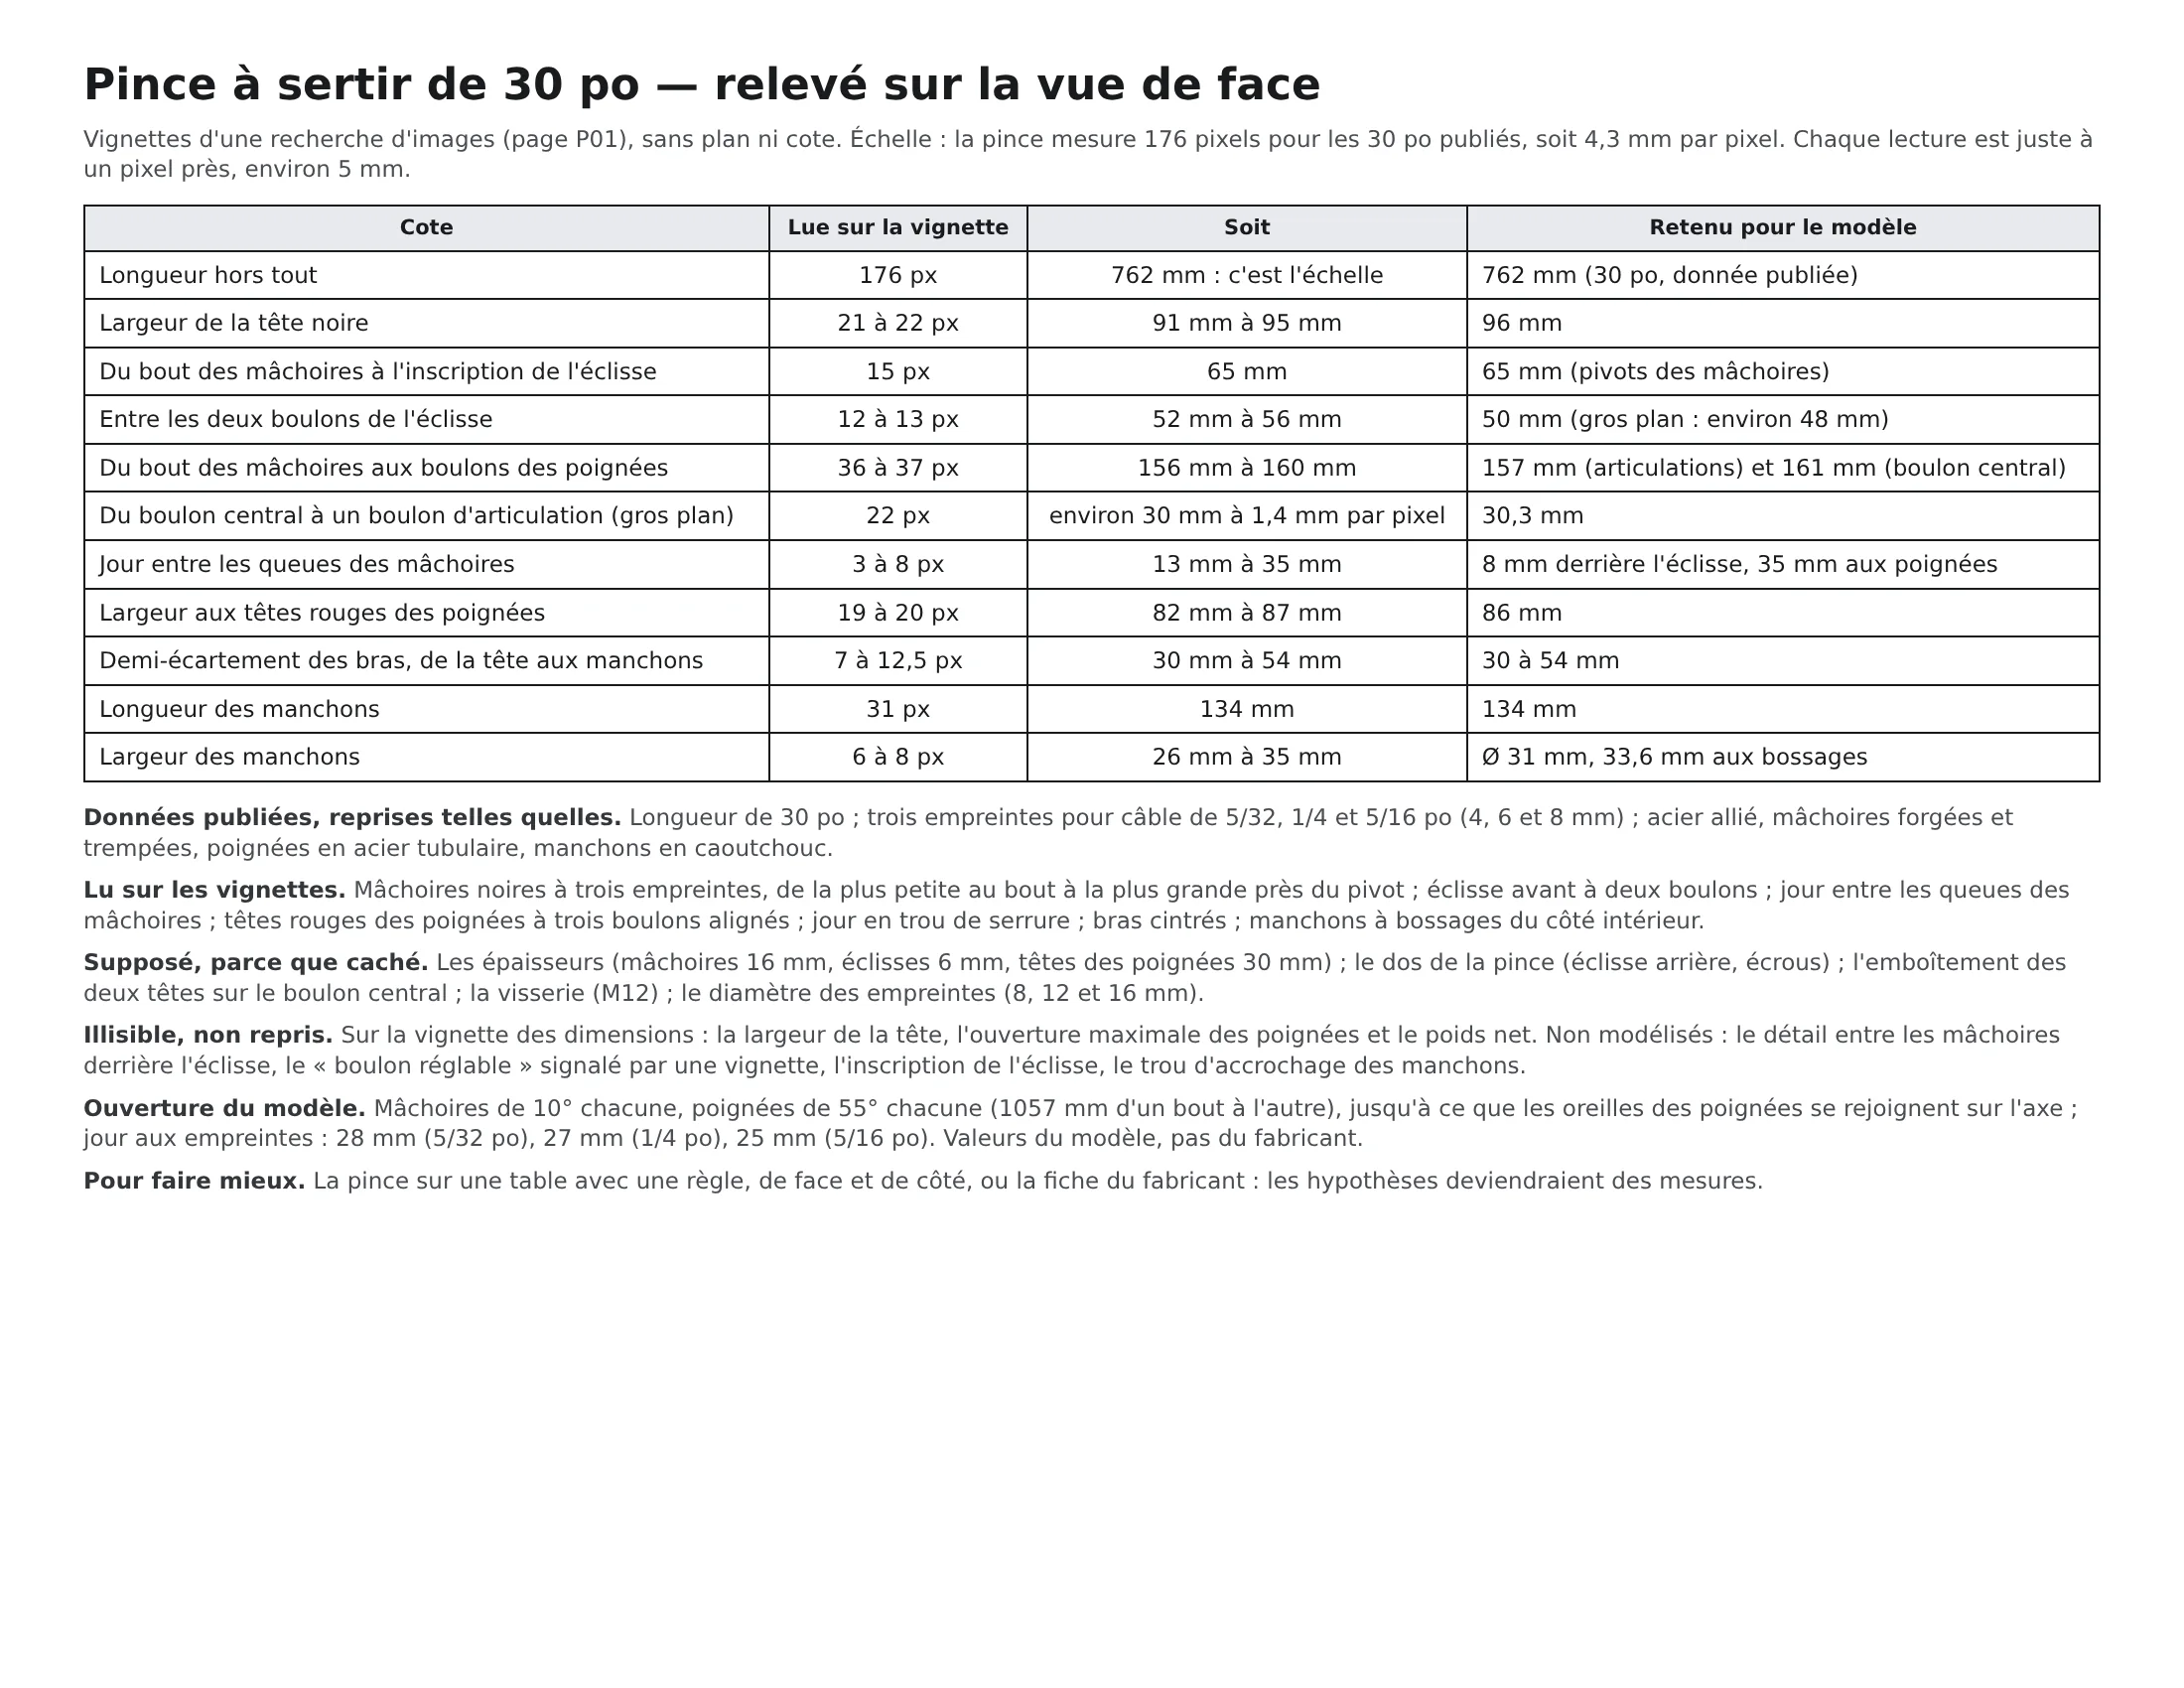 Pince à sertir de 30 po — relevé sur la vue de face
Vignettes d'une recherche d'images (page P01), sans plan ni cote. Échelle : la pince mesure 176 pixels pour les 30 po publiés, soit 4,3 mm par pixel. Chaque lecture est juste à
un pixel près, environ 5 mm.
Cote Lue sur la vignette Soit Retenu pour le modèle
Longueur hors tout 176 px 762 mm : c'est l'échelle 762 mm (30 po, donnée publiée)
Largeur de la tête noire 21 à 22 px 91 mm à 95 mm 96 mm
Du bout des mâchoires à l'inscription de l'éclisse 15 px 65 mm 65 mm (pivots des mâchoires)
Entre les deux boulons de l'éclisse 12 à 13 px 52 mm à 56 mm 50 mm (gros plan : environ 48 mm)
Du bout des mâchoires aux boulons des poignées 36 à 37 px 156 mm à 160 mm 157 mm (articulations) et 161 mm (boulon central)
Du boulon central à un boulon d'articulation (gros plan) 22 px environ 30 mm à 1,4 mm par pixel 30,3 mm
Jour entre les queues des mâchoires 3 à 8 px 13 mm à 35 mm 8 mm derrière l'éclisse, 35 mm aux poignées
Largeur aux têtes rouges des poignées 19 à 20 px 82 mm à 87 mm 86 mm
Demi-écartement des bras, de la tête aux manchons 7 à 12,5 px 30 mm à 54 mm 30 à 54 mm
Longueur des manchons 31 px 134 mm 134 mm
Largeur des manchons 6 à 8 px 26 mm à 35 mm Ø 31 mm, 33,6 mm aux bossages
Données publiées, reprises telles quelles. Longueur de 30 po ; trois empreintes pour câble de 5/32, 1/4 et 5/16 po (4, 6 et 8 mm) ; acier allié, mâchoires forgées et
trempées, poignées en acier tubulaire, manchons en caoutchouc.
Lu sur les vignettes. Mâchoires noires à trois empreintes, de la plus petite au bout à la plus grande près du pivot ; éclisse avant à deux boulons ; jour entre les queues des
mâchoires ; têtes rouges des poignées à trois boulons alignés ; jour en trou de serrure ; bras cintrés ; manchons à bossages du côté intérieur.
Supposé, parce que caché. Les épaisseurs (mâchoires 16 mm, éclisses 6 mm, têtes des poignées 30 mm) ; le dos de la pince (éclisse arrière, écrous) ; l'emboîtement des
deux têtes sur le boulon central ; la visserie (M12) ; le diamètre des empreintes (8, 12 et 16 mm).
Illisible, non repris. Sur la vignette des dimensions : la largeur de la tête, l'ouverture maximale des poignées et le poids net. Non modélisés : le détail entre les mâchoires
derrière l'éclisse, le « boulon réglable » signalé par une vignette, l'inscription de l'éclisse, le trou d'accrochage des manchons.
Ouverture du modèle. Mâchoires de 10° chacune, poignées de 55° chacune (1057 mm d'un bout à l'autre), jusqu'à ce que les oreilles des poignées se rejoignent sur l'axe ;
jour aux empreintes : 28 mm (5/32 po), 27 mm (1/4 po), 25 mm (5/16 po). Valeurs du modèle, pas du fabricant.
Pour faire mieux. La pince sur une table avec une règle, de face et de côté, ou la fiche du fabricant : les hypothèses deviendraient des mesures.